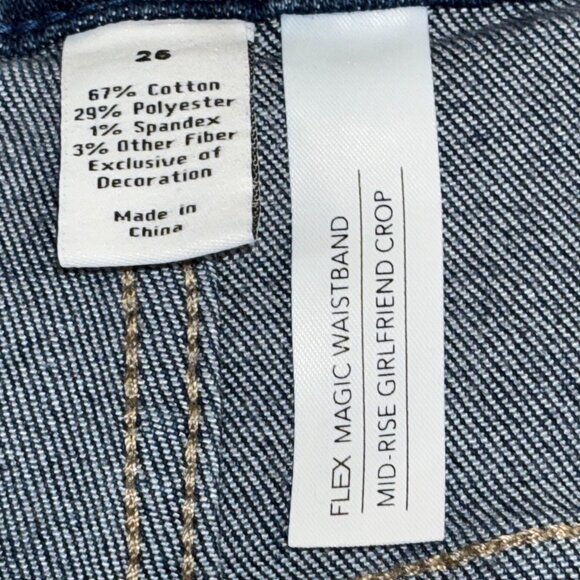 26
67% Cotton
29% Polyester
1% Spandex
3% Other Fiber
Exclusive of
Decoration
Made in
China
FLEX MAGIC WAISTBAND
MID-RISE GIRLFRIEND CROP